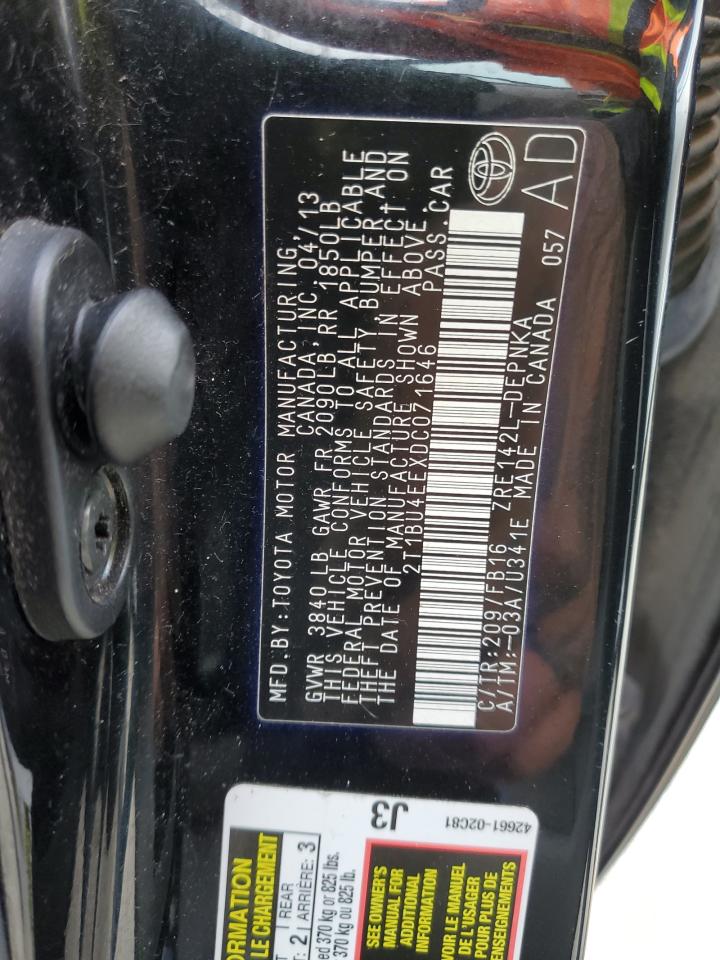 MFD.BY:TOYOTA MOTOR MANUFACTURING,
CANADA, INC. 04/13
GVWR 3840LB GAWR FR 2090LB RR 1850LB
THIS VEHICLE CONFORMS TO ALL APPLICABLE
FEDERAL MOTOR VEHICLE SAFETY, BUMPER AND
THEFT PREVENTION STANDARDS IN EFFECT ON
THE DATE OF MANUFACTURE SHOWN ABOVE.
2T1BU4EEXDC071646 PASS.CAR
C/TR:209/FB16 ZRE142L-DEPNKA
A/TM:-03A/U341E MADE IN CANADA 057
AD
J3
42661-02C81
LE CHARGEMENT
REAR
2 ARRIÈRE: 3
370 kg or 825 lbs.
370 kg ou 825 lb.
SEE OWNER'S
MANUAL FOR
ADDITIONAL
INFORMATION
VOIR LE MANUEL
DE L'USAGER
POUR PLUS DE
RENSEIGNEMENTS